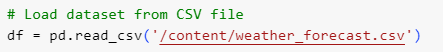 # Load dataset from CSV file
df = pd.read_csv('/content/weather_forecast.csv')